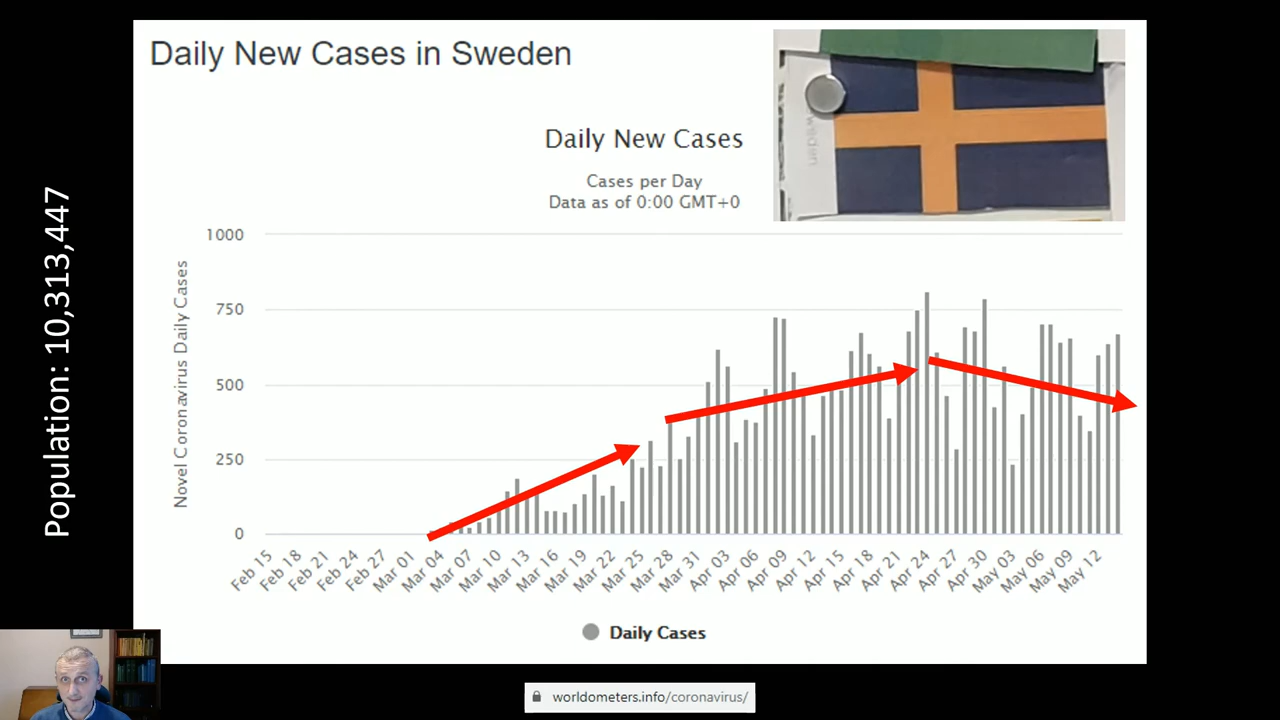 Daily New Cases in Sweden
Daily New Cases
Cases per Day
Data as of 0:00 GMT+0
Population: 10,313,447
Novel Coronavirus Daily Cases
1000
750
500
250
0
Feb 15
Feb 18
Feb 21
Feb 24
Feb 27
Mar 01
Mar 04
Mar 07
Mar 10
Mar 13
Mar 16
Mar 19
Mar 22
Mar 25
Mar 28
Mar 31
Apr 03
Apr 06
Apr 09
Apr 12
Apr 15
Apr 18
Apr 21
Apr 24
Apr 27
Apr 30
May 03
May 06
May 09
May 12
Daily Cases
worldometers.info/coronavirus/